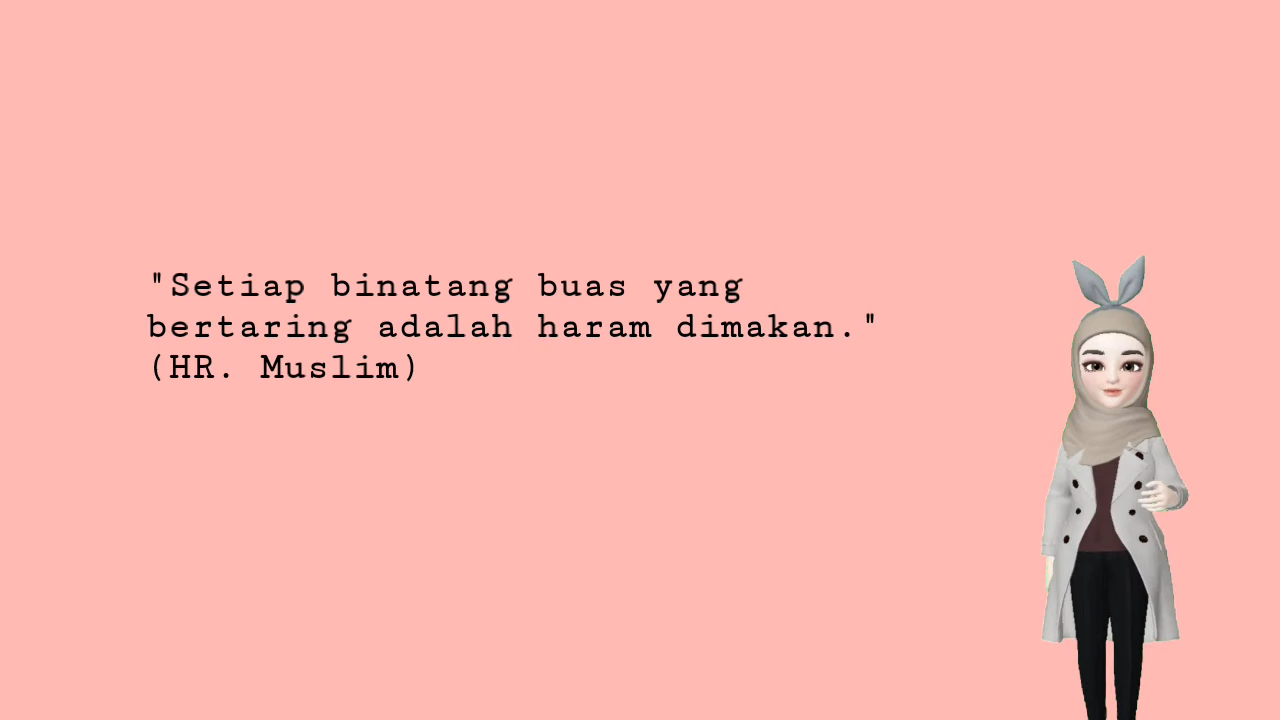 "Setiap binatang buas yang
bertaring adalah haram dimakan."
(HR. Muslim)